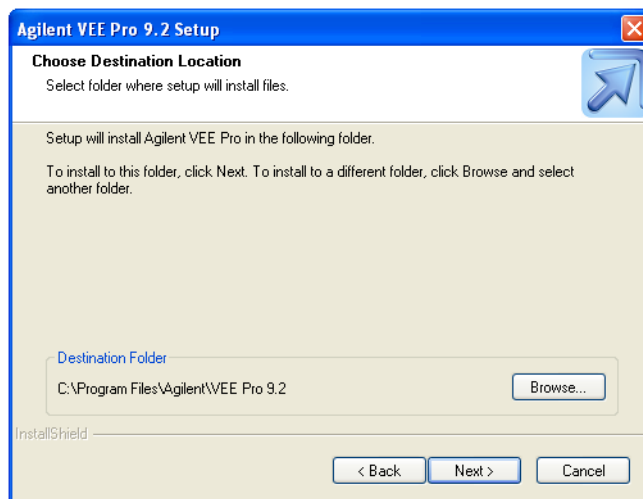 Agilent VEE Pro 9.2 Setup
Choose Destination Location
Select folder where setup will install files.
Setup will install Agilent VEE Pro in the following folder.
To install to this folder, click Next. To install to a different folder, click Browse and select
another folder.
Destination Folder
C:\Program Files\Agilent\VEE Pro 9.2
Browse...
InstallShield
< Back
Next >
Cancel